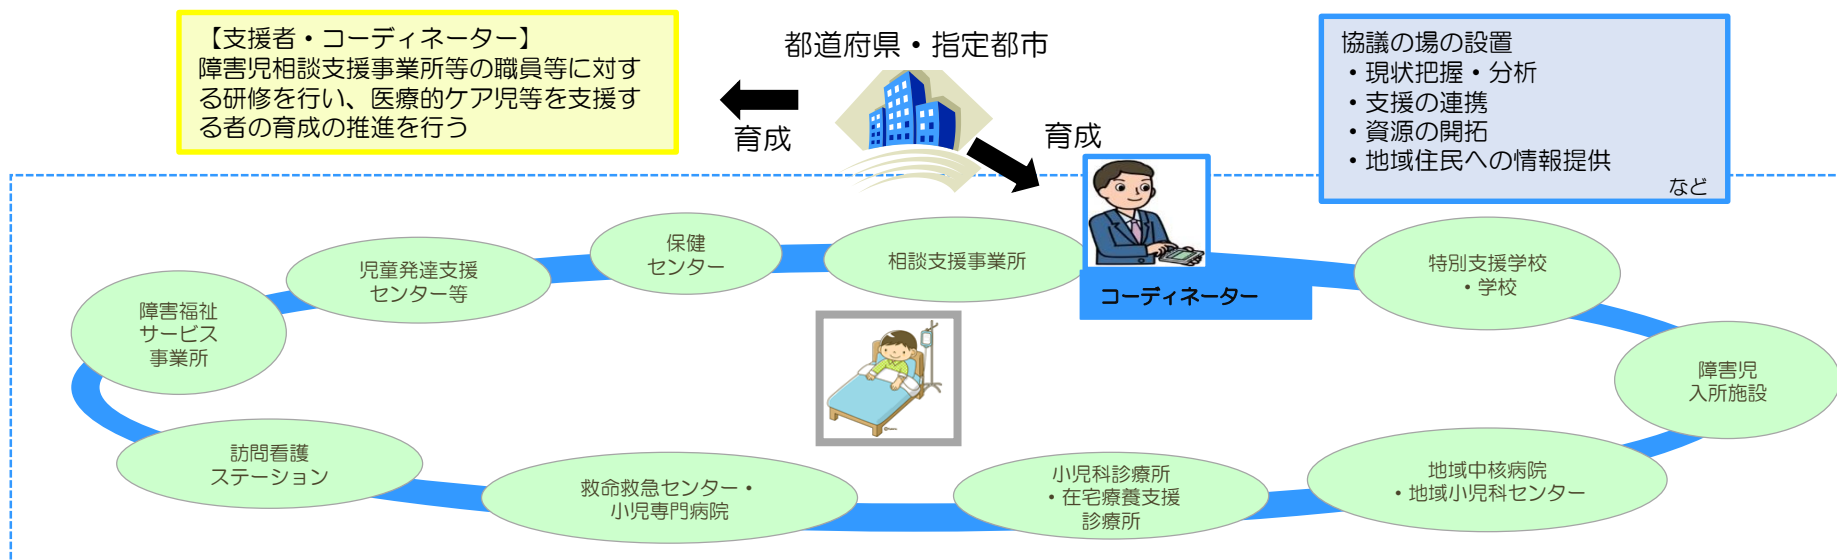 【支援者・コーディネーター】
障害児相談支援事業所等の職員等に対す
る研修を行い、医療的ケア児等を支援す
る者の育成の推進を行う
都道府県・指定都市
育成
育成
協議の場の設置
・現状把握・分析
・支援の連携
・資源の開拓
・地域住民への情報提供
など
保健
センター
相談支援事業所
児童発達支援
センター等
特別支援学校
・学校
コーディネーター
障害福祉
サービス
事業所
障害児
入所施設
訪問看護
ステーション
救命救急センター・
小児専門病院
小児科診療所
・在宅療養支援
診療所
地域中核病院
・地域小児科センター